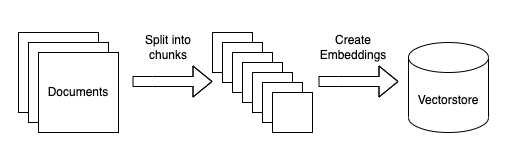 Documents
Split into
chunks
Create
Embeddings
Vectorstore